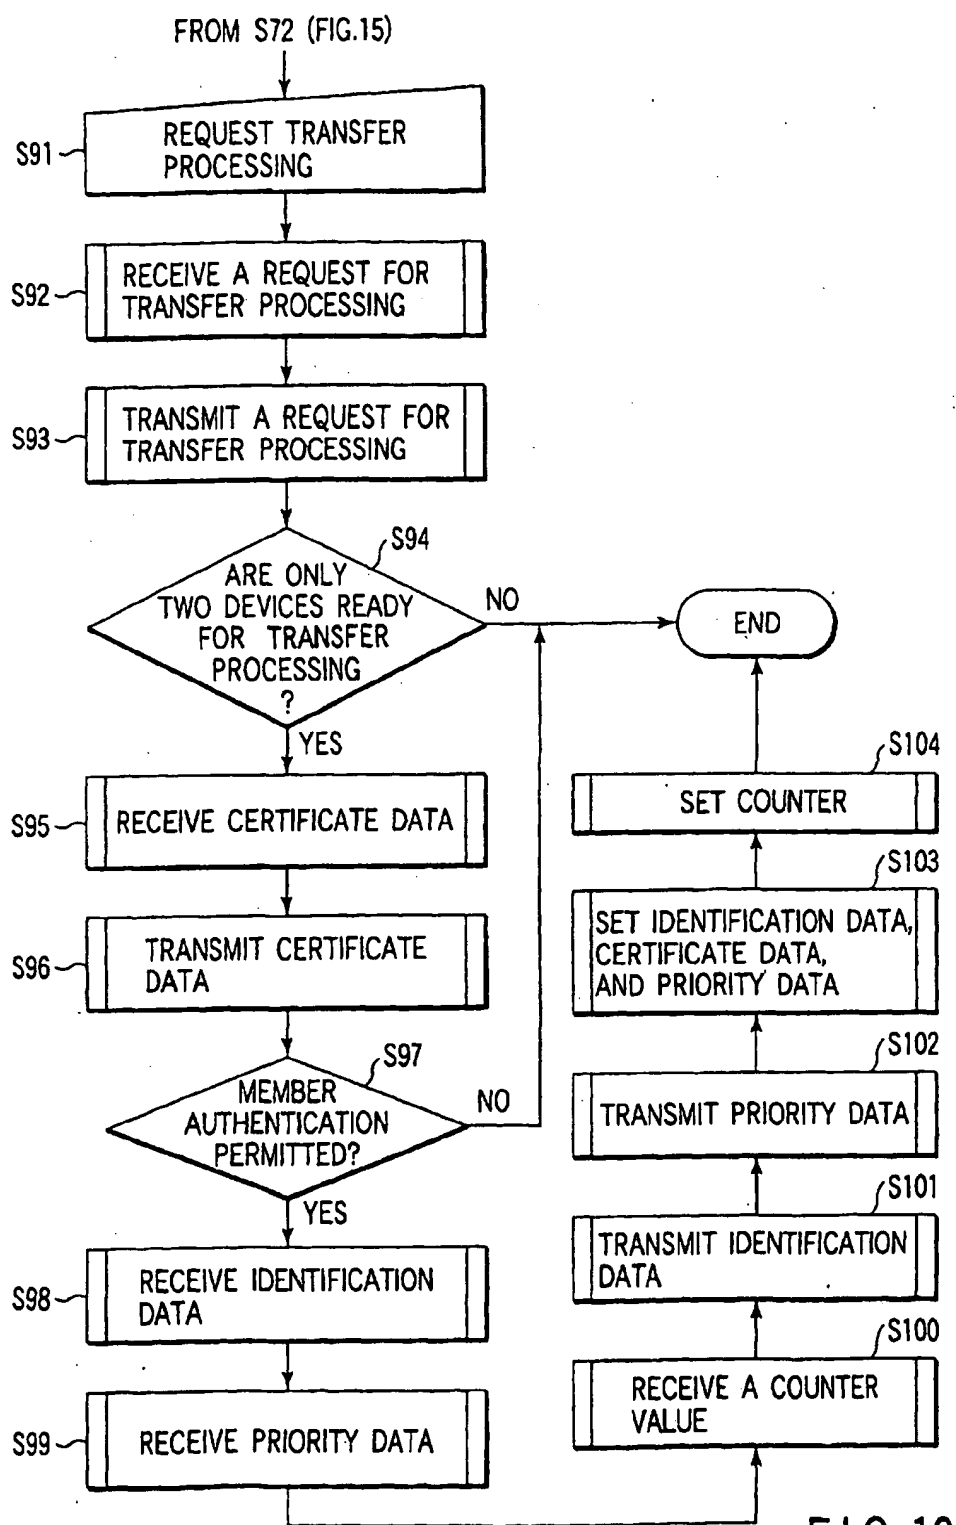 FROM S72 (FIG.15)
S91
REQUEST TRANSFER
PROCESSING
S92
RECEIVE A REQUEST FOR
TRANSFER PROCESSING
S93
TRANSMIT A REQUEST FOR
TRANSFER PROCESSING
S94
ARE ONLY
TWO DEVICES READY
FOR TRANSFER
PROCESSING
?
NO
YES
END
S95
RECEIVE CERTIFICATE DATA
S96
TRANSMIT CERTIFICATE
DATA
S97
MEMBER
AUTHENTICATION
PERMITTED?
NO
YES
S98
RECEIVE IDENTIFICATION
DATA
S99
RECEIVE PRIORITY DATA
S104
SET COUNTER
S103
SET IDENTIFICATION DATA,
CERTIFICATE DATA,
AND PRIORITY DATA
S102
TRANSMIT PRIORITY DATA
S101
TRANSMIT IDENTIFICATION
DATA
S100
RECEIVE A COUNTER
VALUE